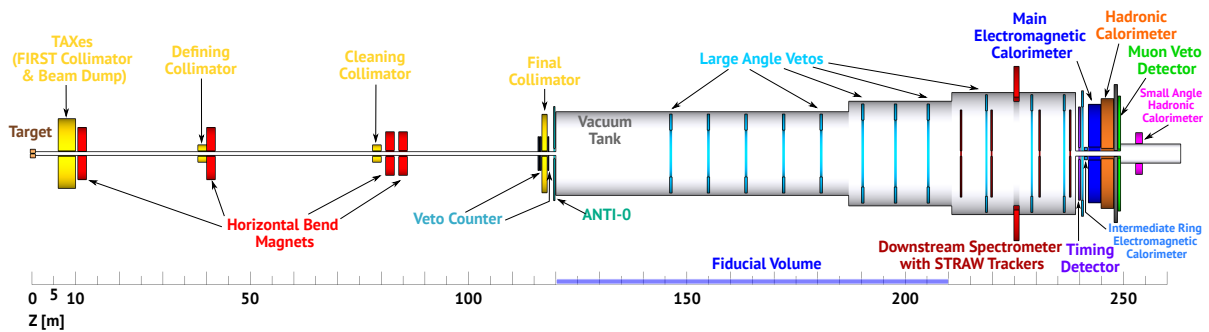 TAXes
(FIRST Collimator
& Beam Dump)
Defining
Collimator
Cleaning
Collimator
Final
Collimator
Large Angle Vetos
Main
Electromagnetic
Calorimeter
Hadronic
Calorimeter
Muon Veto
Detector
Small Angle
Hadronic
Calorimeter
Target
Vacuum
Tank
Horizontal Bend
Magnets
Veto Counter
ANTI-0
Downstream Spectrometer
with STRAW Trackers
Timing
Detector
Intermediate Ring
Electromagnetic
Calorimeter
Fiducial Volume
0 5 10 50 100 150 200 250
Z [m]